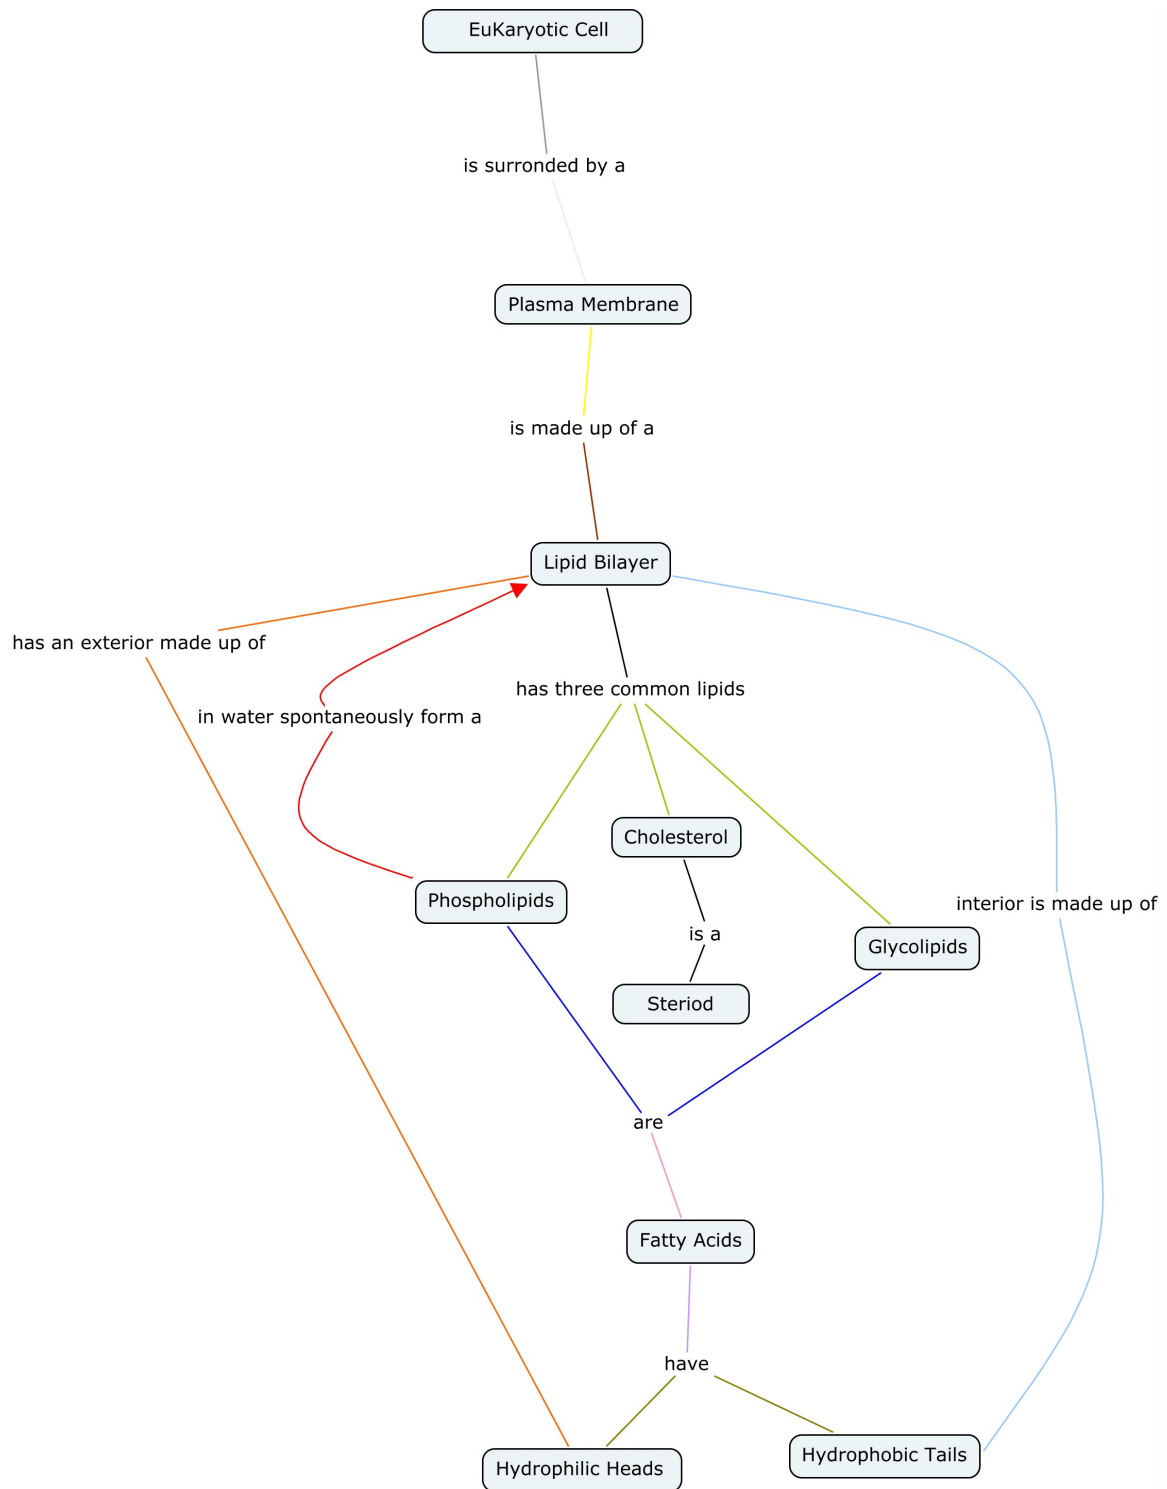 EuKaryotic Cell
is surronded by a
Plasma Membrane
is made up of a
Lipid Bilayer
has an exterior made up of
has three common lipids
in water spontaneously form a
Cholesterol
Phospholipids
interior is made up of
is a
Glycolipids
Steriod
are
Fatty Acids
have
Hydrophobic Tails
Hydrophilic Heads